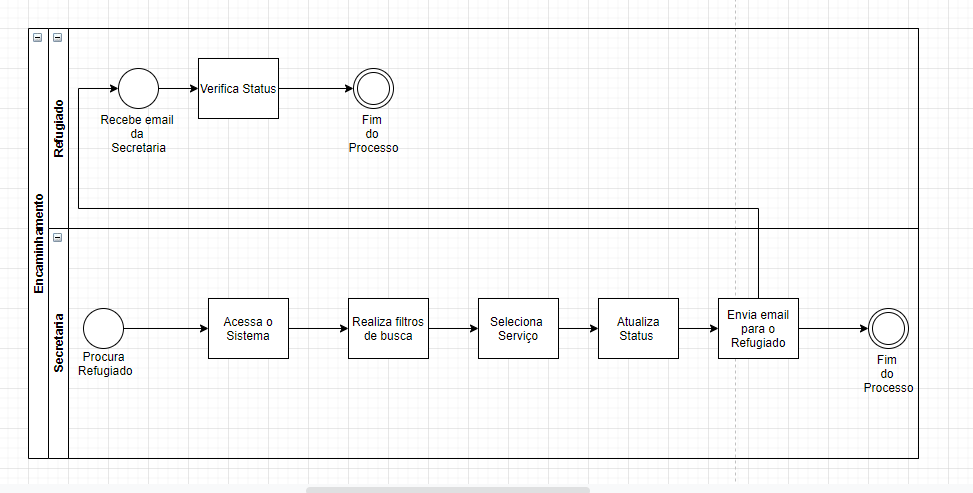 Encaminhamento
Refugiado
Recebe email
da
Secretaria
Verifica Status
Fim
do
Processo
Secretaria
Procura
Refugiado
Acessa o
Sistema
Realiza filtros
de busca
Seleciona
Serviço
Atualiza
Status
Envia email
para o
Refugiado
Fim
do
Processo